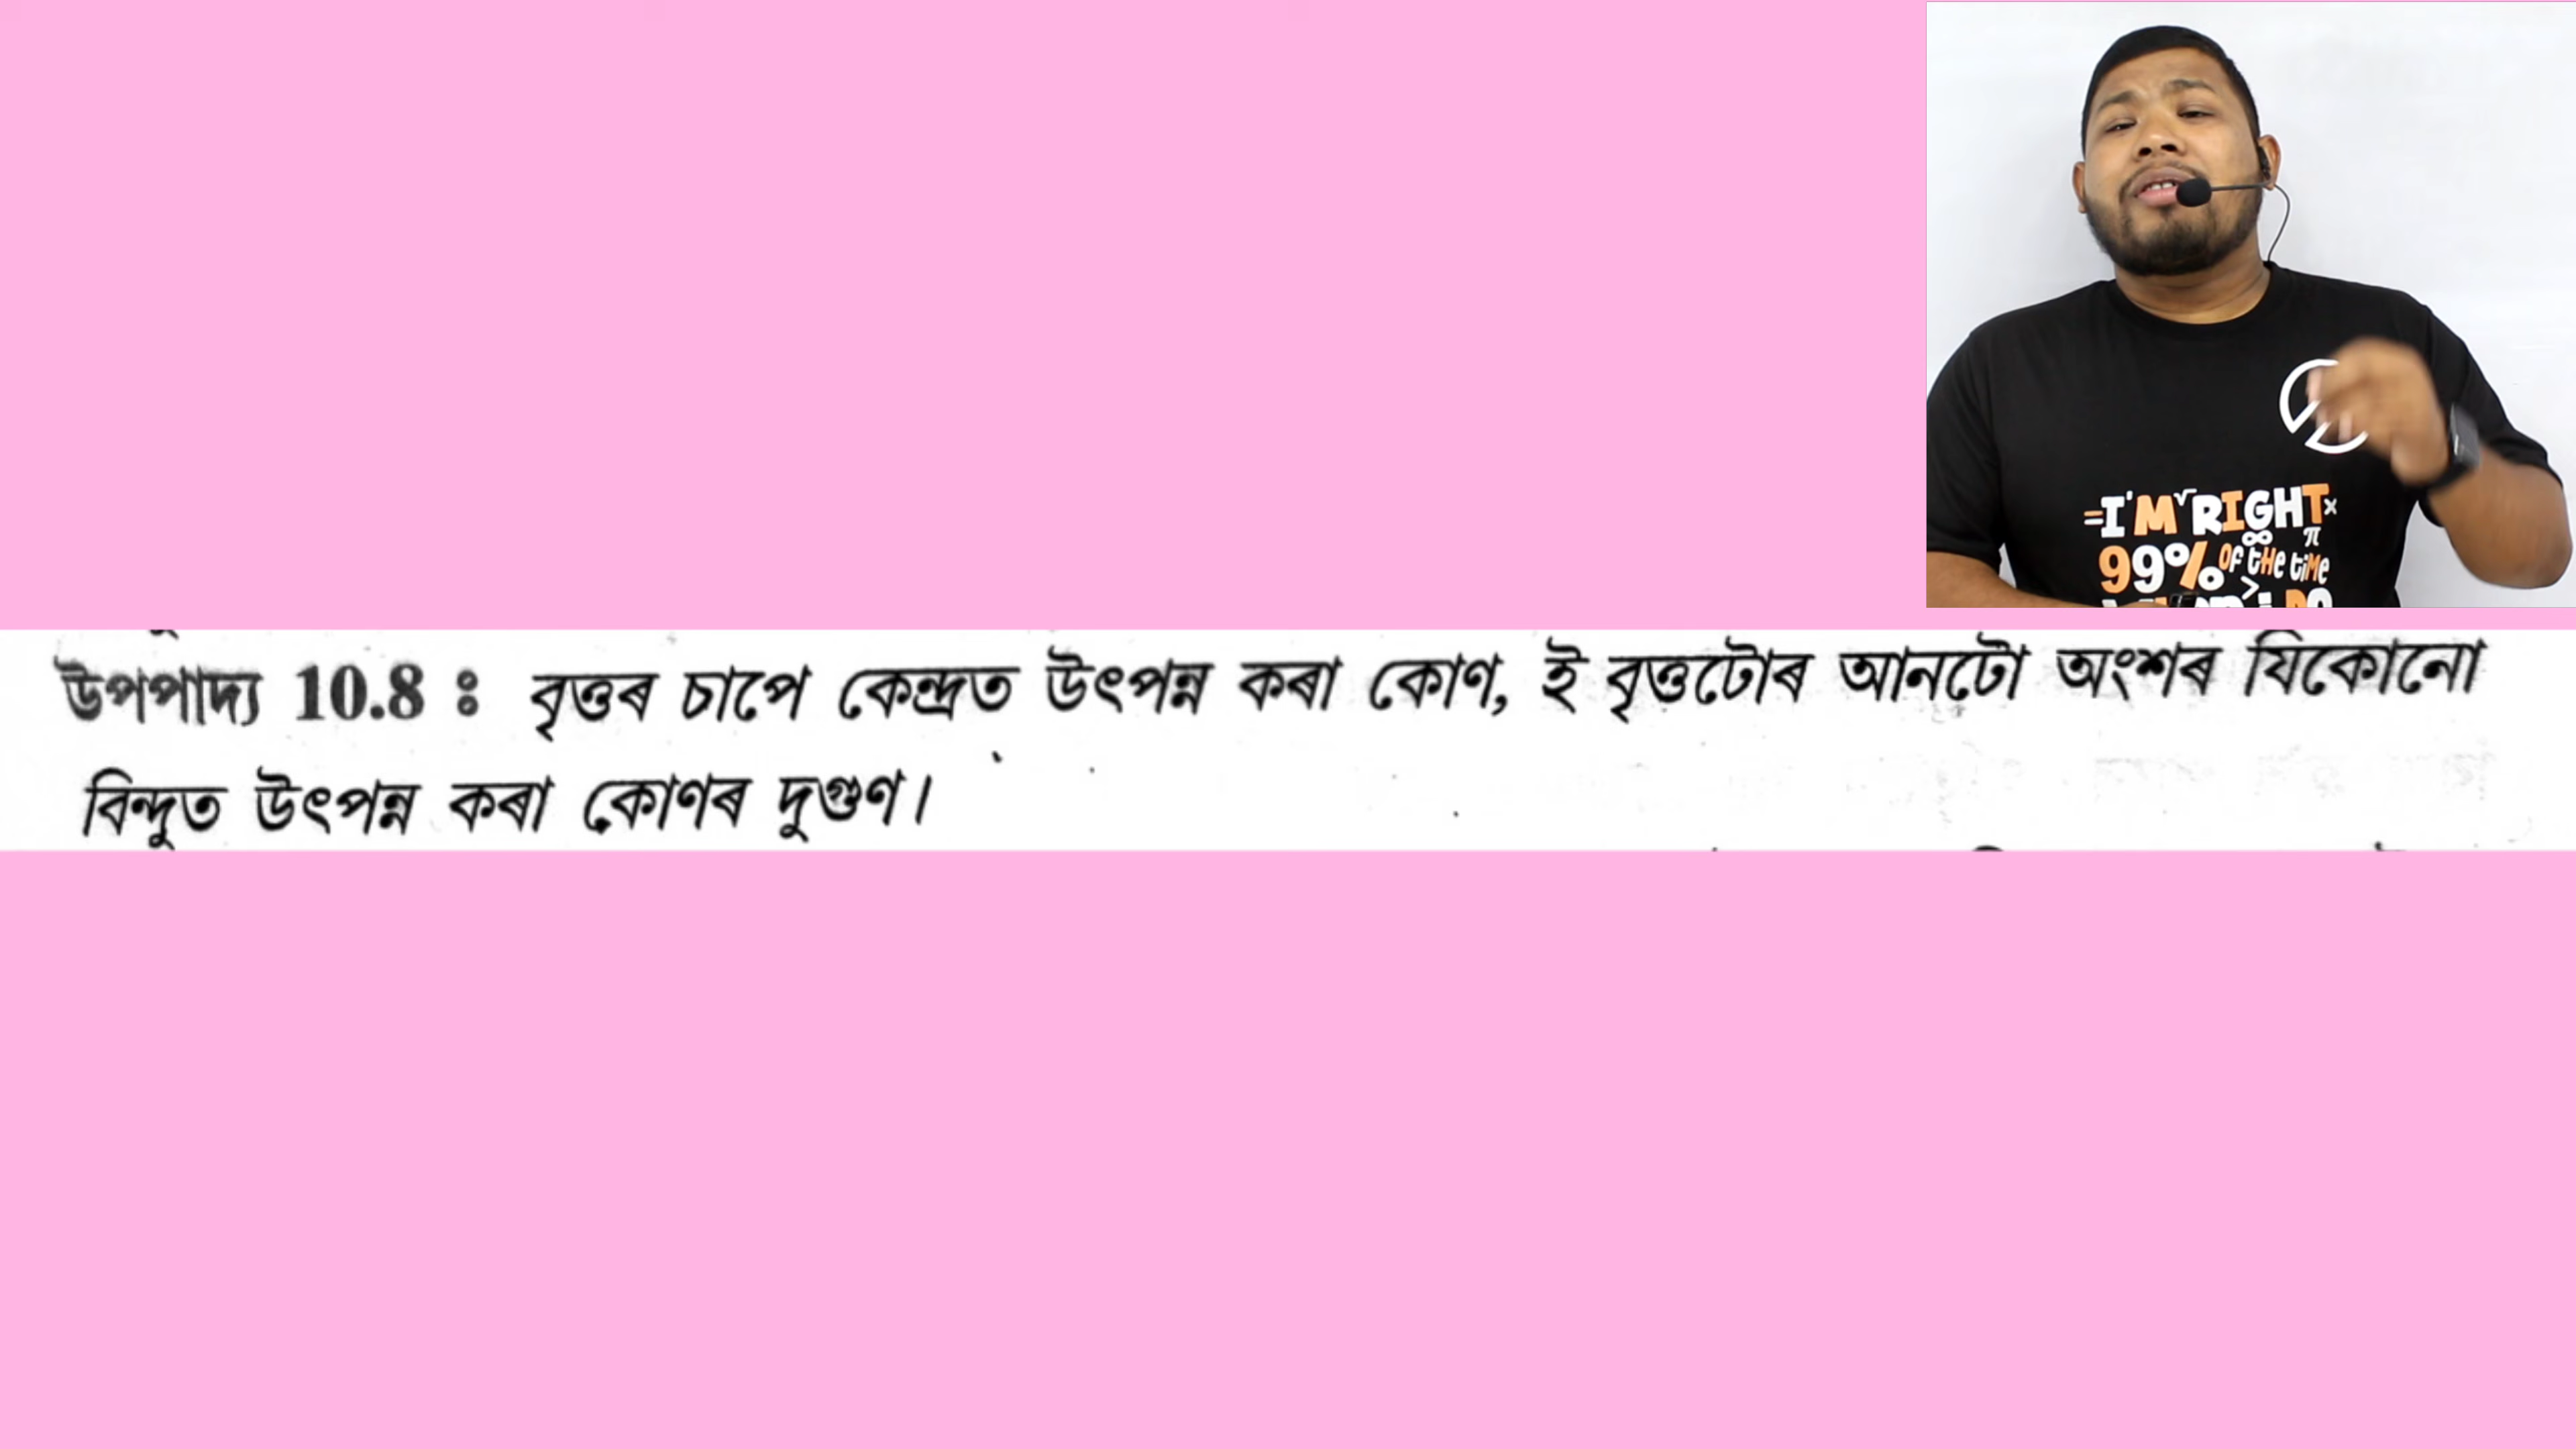 =I'M√RIGHT×
∞ π
99% OF tHe tiMe
>
উপপাদ্য 10.8 ঃ বৃত্তৰ চাপে কেন্দ্ৰত উৎপন্ন কৰা কোণ, ই বৃত্তটোৰ আনটো অংশৰ যিকোনো
বিন্দুত উৎপন্ন কৰা কোণৰ দুগুণ।